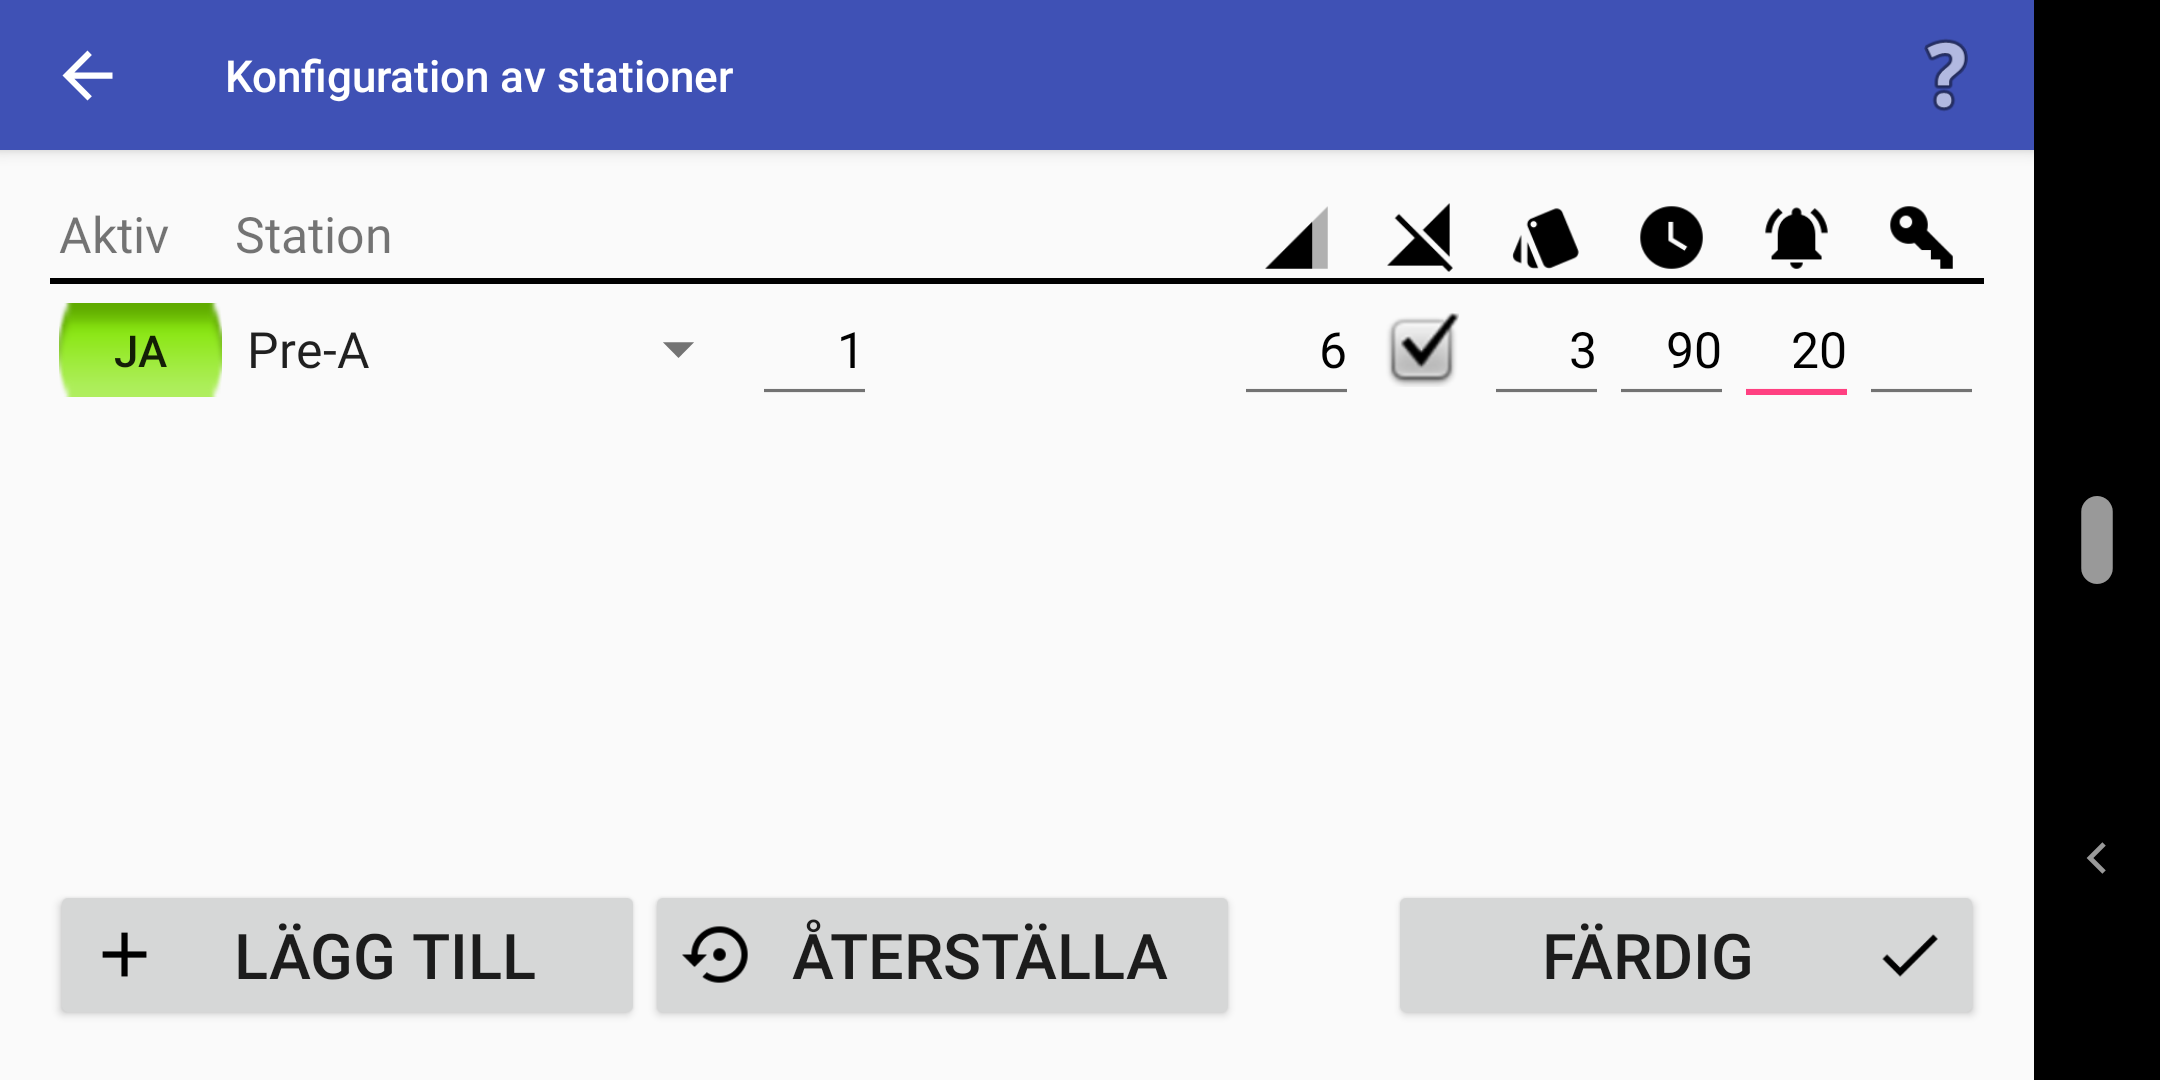 Konfiguration av stationer
?
Aktiv Station
JA Pre-A 1 6 3 90 20
LÄGG TILL ÅTERSTÄLLA FÄRDIG